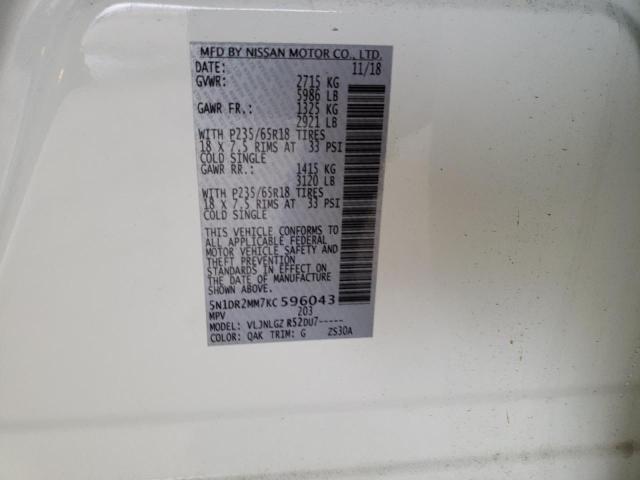 MFD BY NISSAN MOTOR CO., LTD.
DATE: 11/18
GVWR: 2715 KG
5986 LB
GAWR FR.: 1325 KG
2921 LB
WITH P235/65R18 TIRES
18 X 7.5 RIMS AT 33 PSI
COLD SINGLE
GAWR RR.: 1415 KG
3120 LB
WITH P235/65R18 TIRES
18 X 7.5 RIMS AT 33 PSI
COLD SINGLE
THIS VEHICLE CONFORMS TO
ALL APPLICABLE FEDERAL
MOTOR VEHICLE SAFETY AND
THEFT PREVENTION
STANDARDS IN EFFECT ON
THE DATE OF MANUFACTURE
SHOWN ABOVE.
5N1DR2MM7KC596043
MPV 203
MODEL: VLJNLGZ R52DU7-----
COLOR: QAK TRIM: G ZS30A